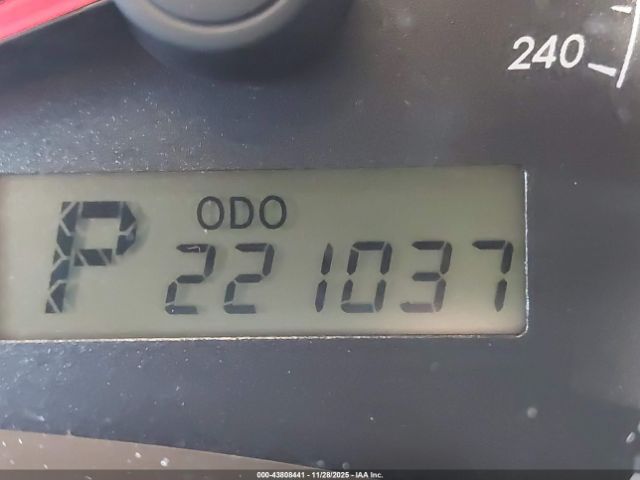 240
ODO
P 221037
000-43808441 - 11/28/2025 - IAA Inc.